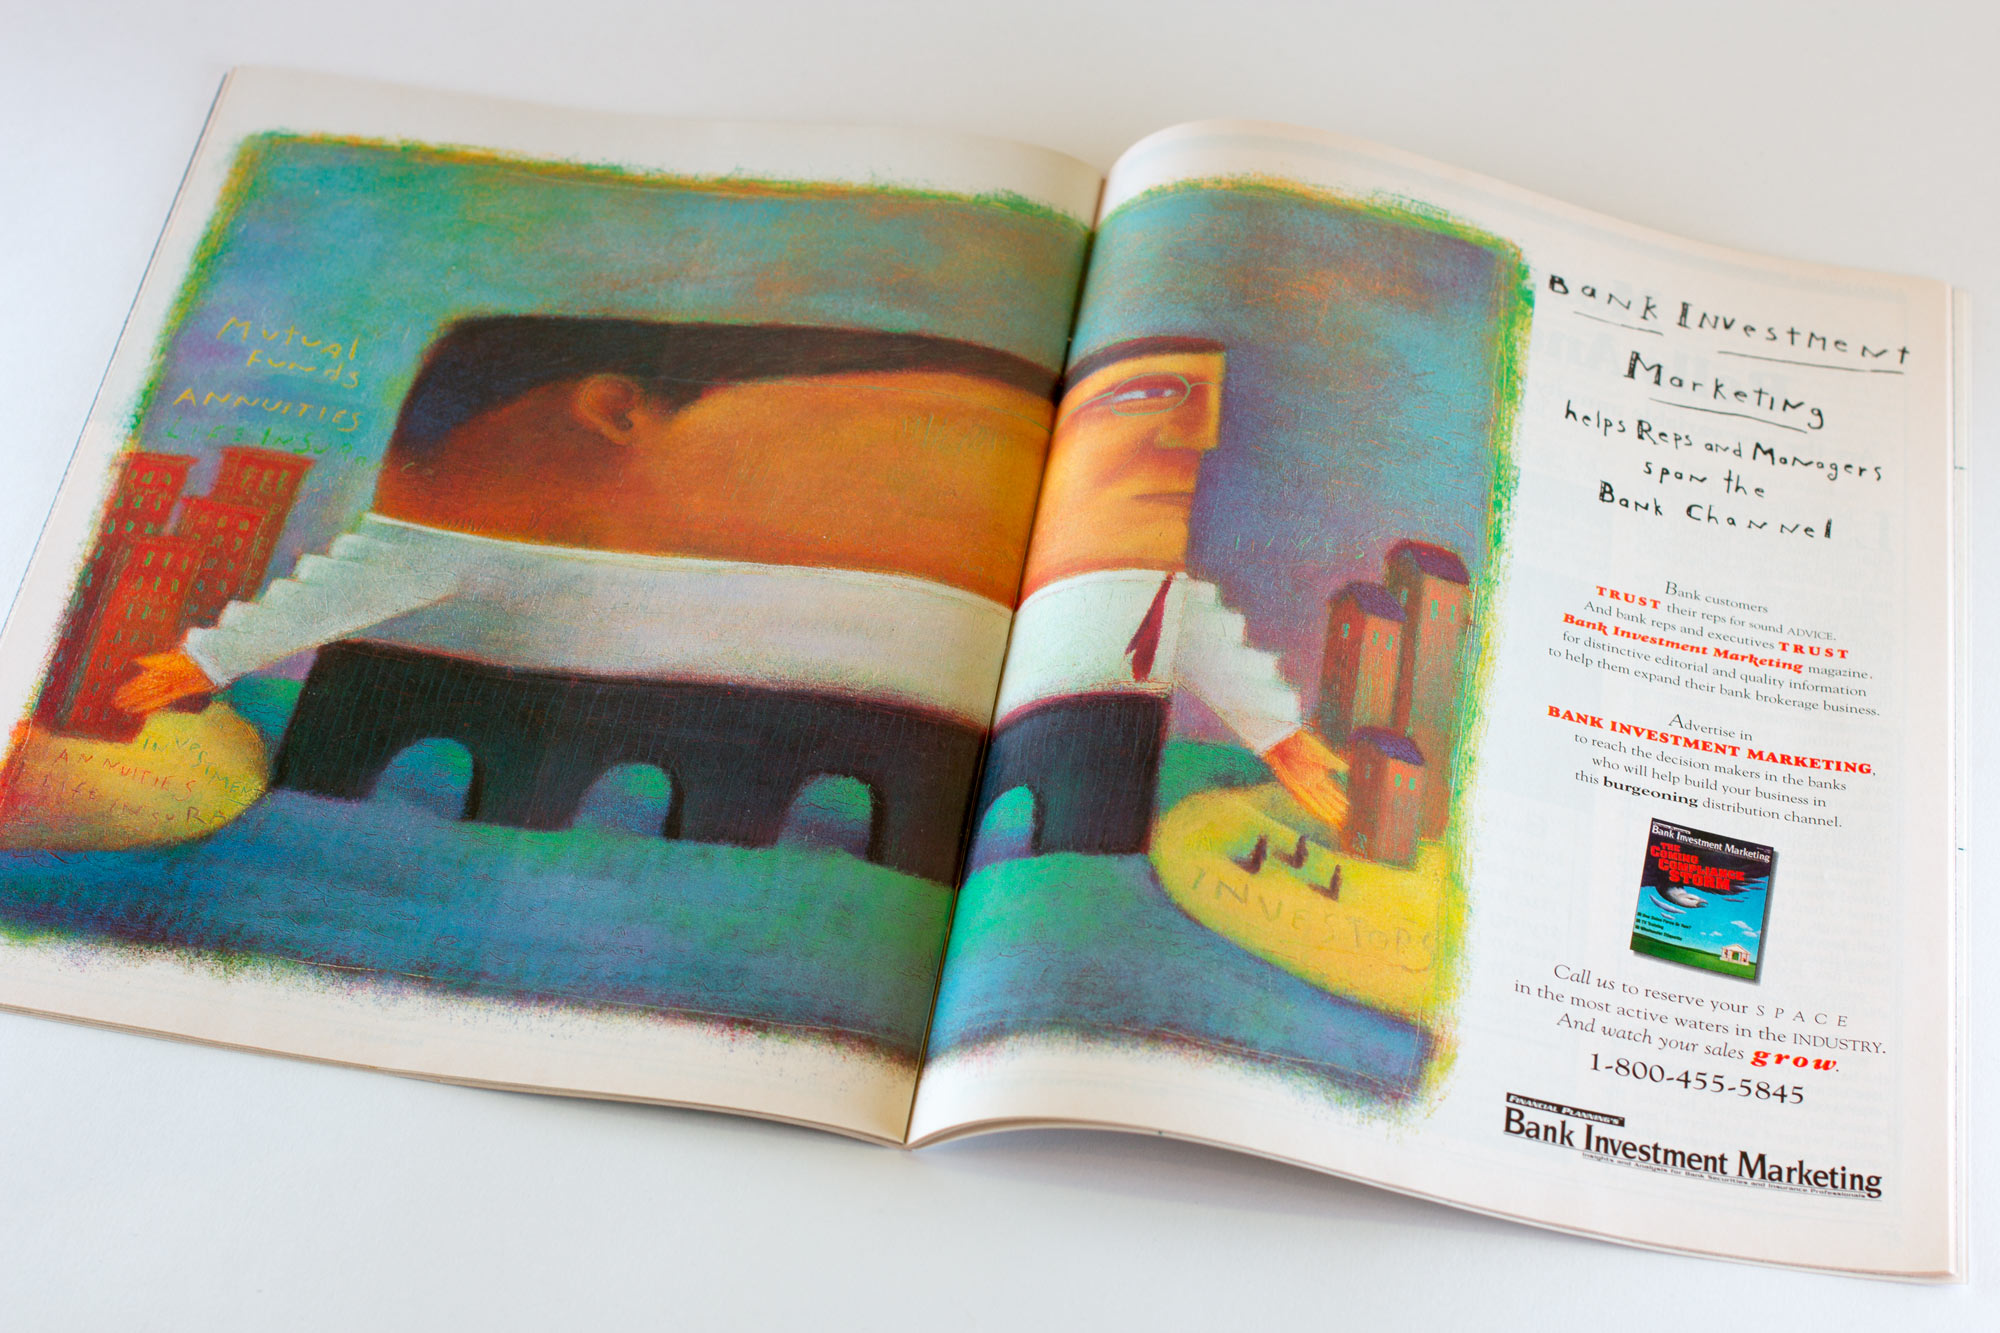 Mutual
Funds
ANNUITIES
LIFE INSURANCE
ANNUITIES
LIFE INSURA
INVEST
INVESTORS
Bank Investment
Marketing
helps Reps and Managers
span the
Bank Channel
Bank customers
TRUST their reps for sound ADVICE.
And bank reps and executives TRUST
Bank Investment Marketing magazine.
for distinctive editorial and quality information
to help them expand their bank brokerage business.
Advertise in
BANK INVESTMENT MARKETING,
to reach the decision makers in the banks
who will help build your business in
this burgeoning distribution channel.
Bank Investment Marketing
THE
COMING
COMPLIANCE
STORM
Call us to reserve your SPACE
in the most active waters in the INDUSTRY.
And watch your sales grow.
1-800-455-5845
FINANCIAL PLANNING'S
Bank Investment Marketing
Insights and Analysis for Bank Securities and Insurance Professionals